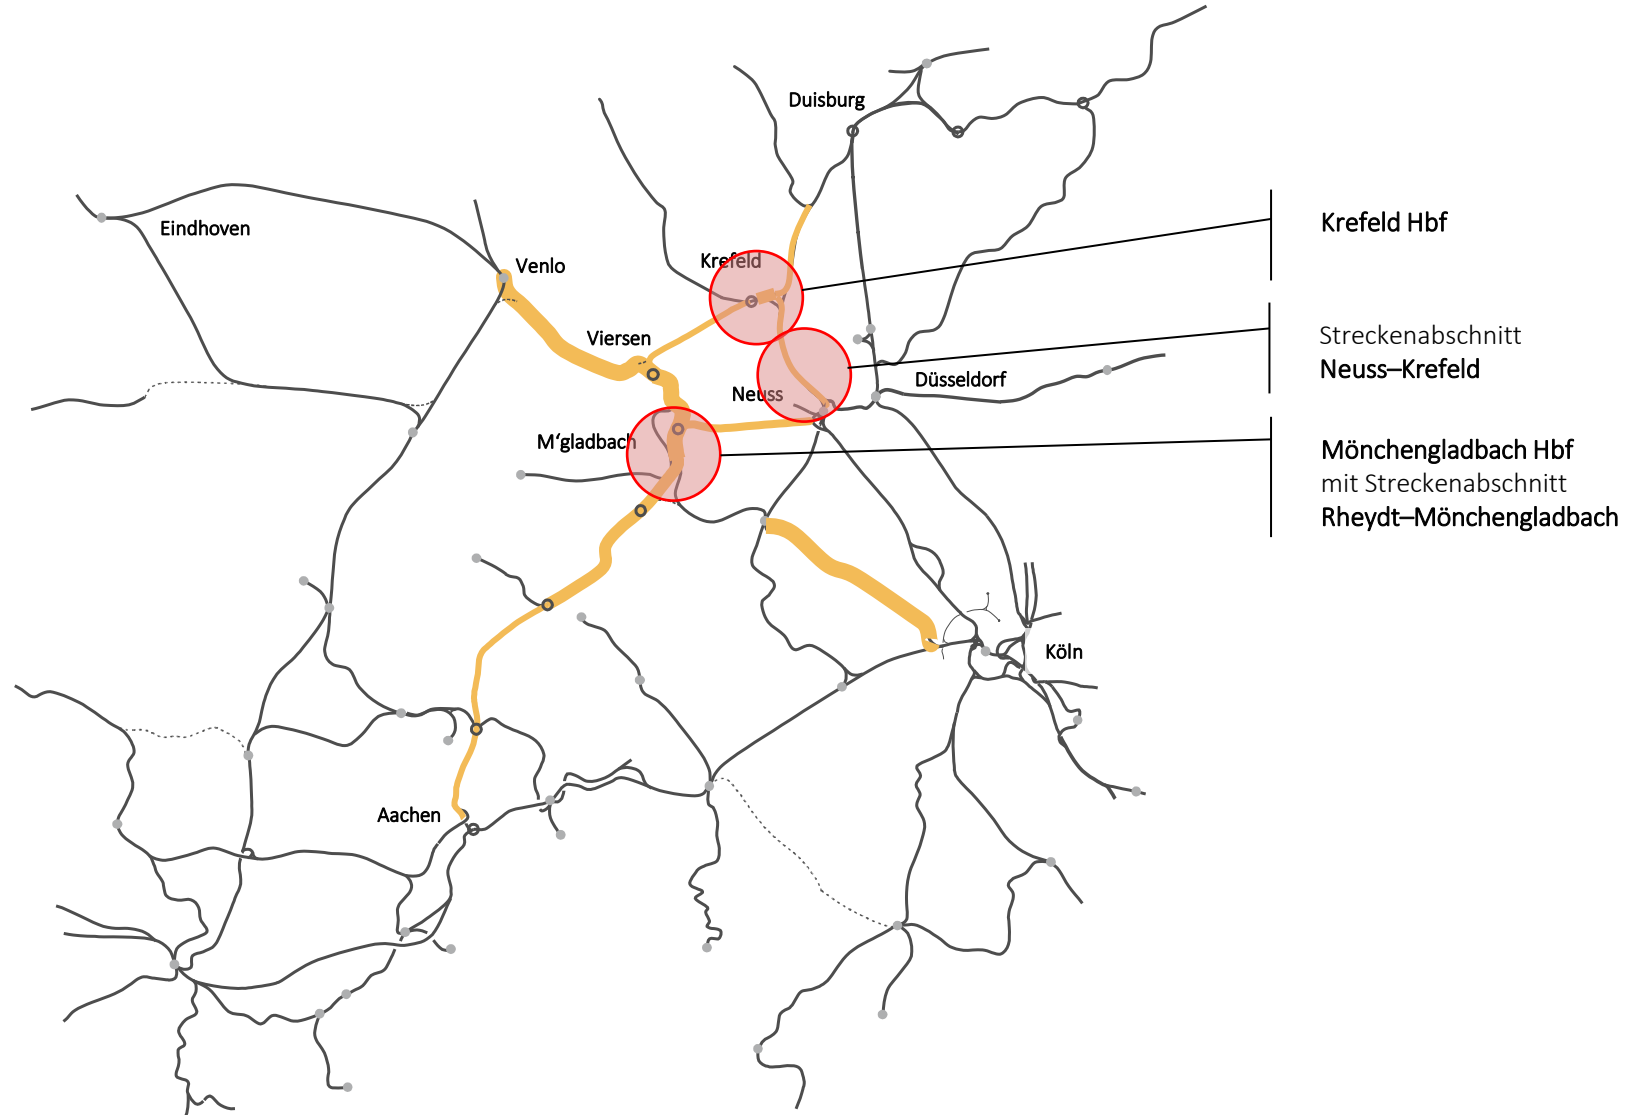 Duisburg
Eindhoven
Venlo
Krefeld
Viersen
Neuss
Düsseldorf
M‘gladbach
Köln
Aachen
Krefeld Hbf
Streckenabschnitt
Neuss–Krefeld
Mönchengladbach Hbf
mit Streckenabschnitt
Rheydt–Mönchengladbach